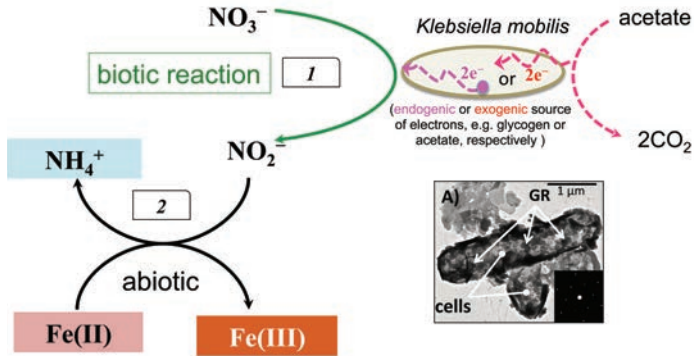 NO₃⁻
Klebsiella mobilis
acetate
biotic reaction
1
2e⁻ or 2e⁻
(endogenic or exogenic source
of electrons, e.g. glycogen or
acetate, respectively )
2CO₂
NH₄⁺
NO₂⁻
2
abiotic
Fe(II)
Fe(III)
A)
GR
1 µm
cells